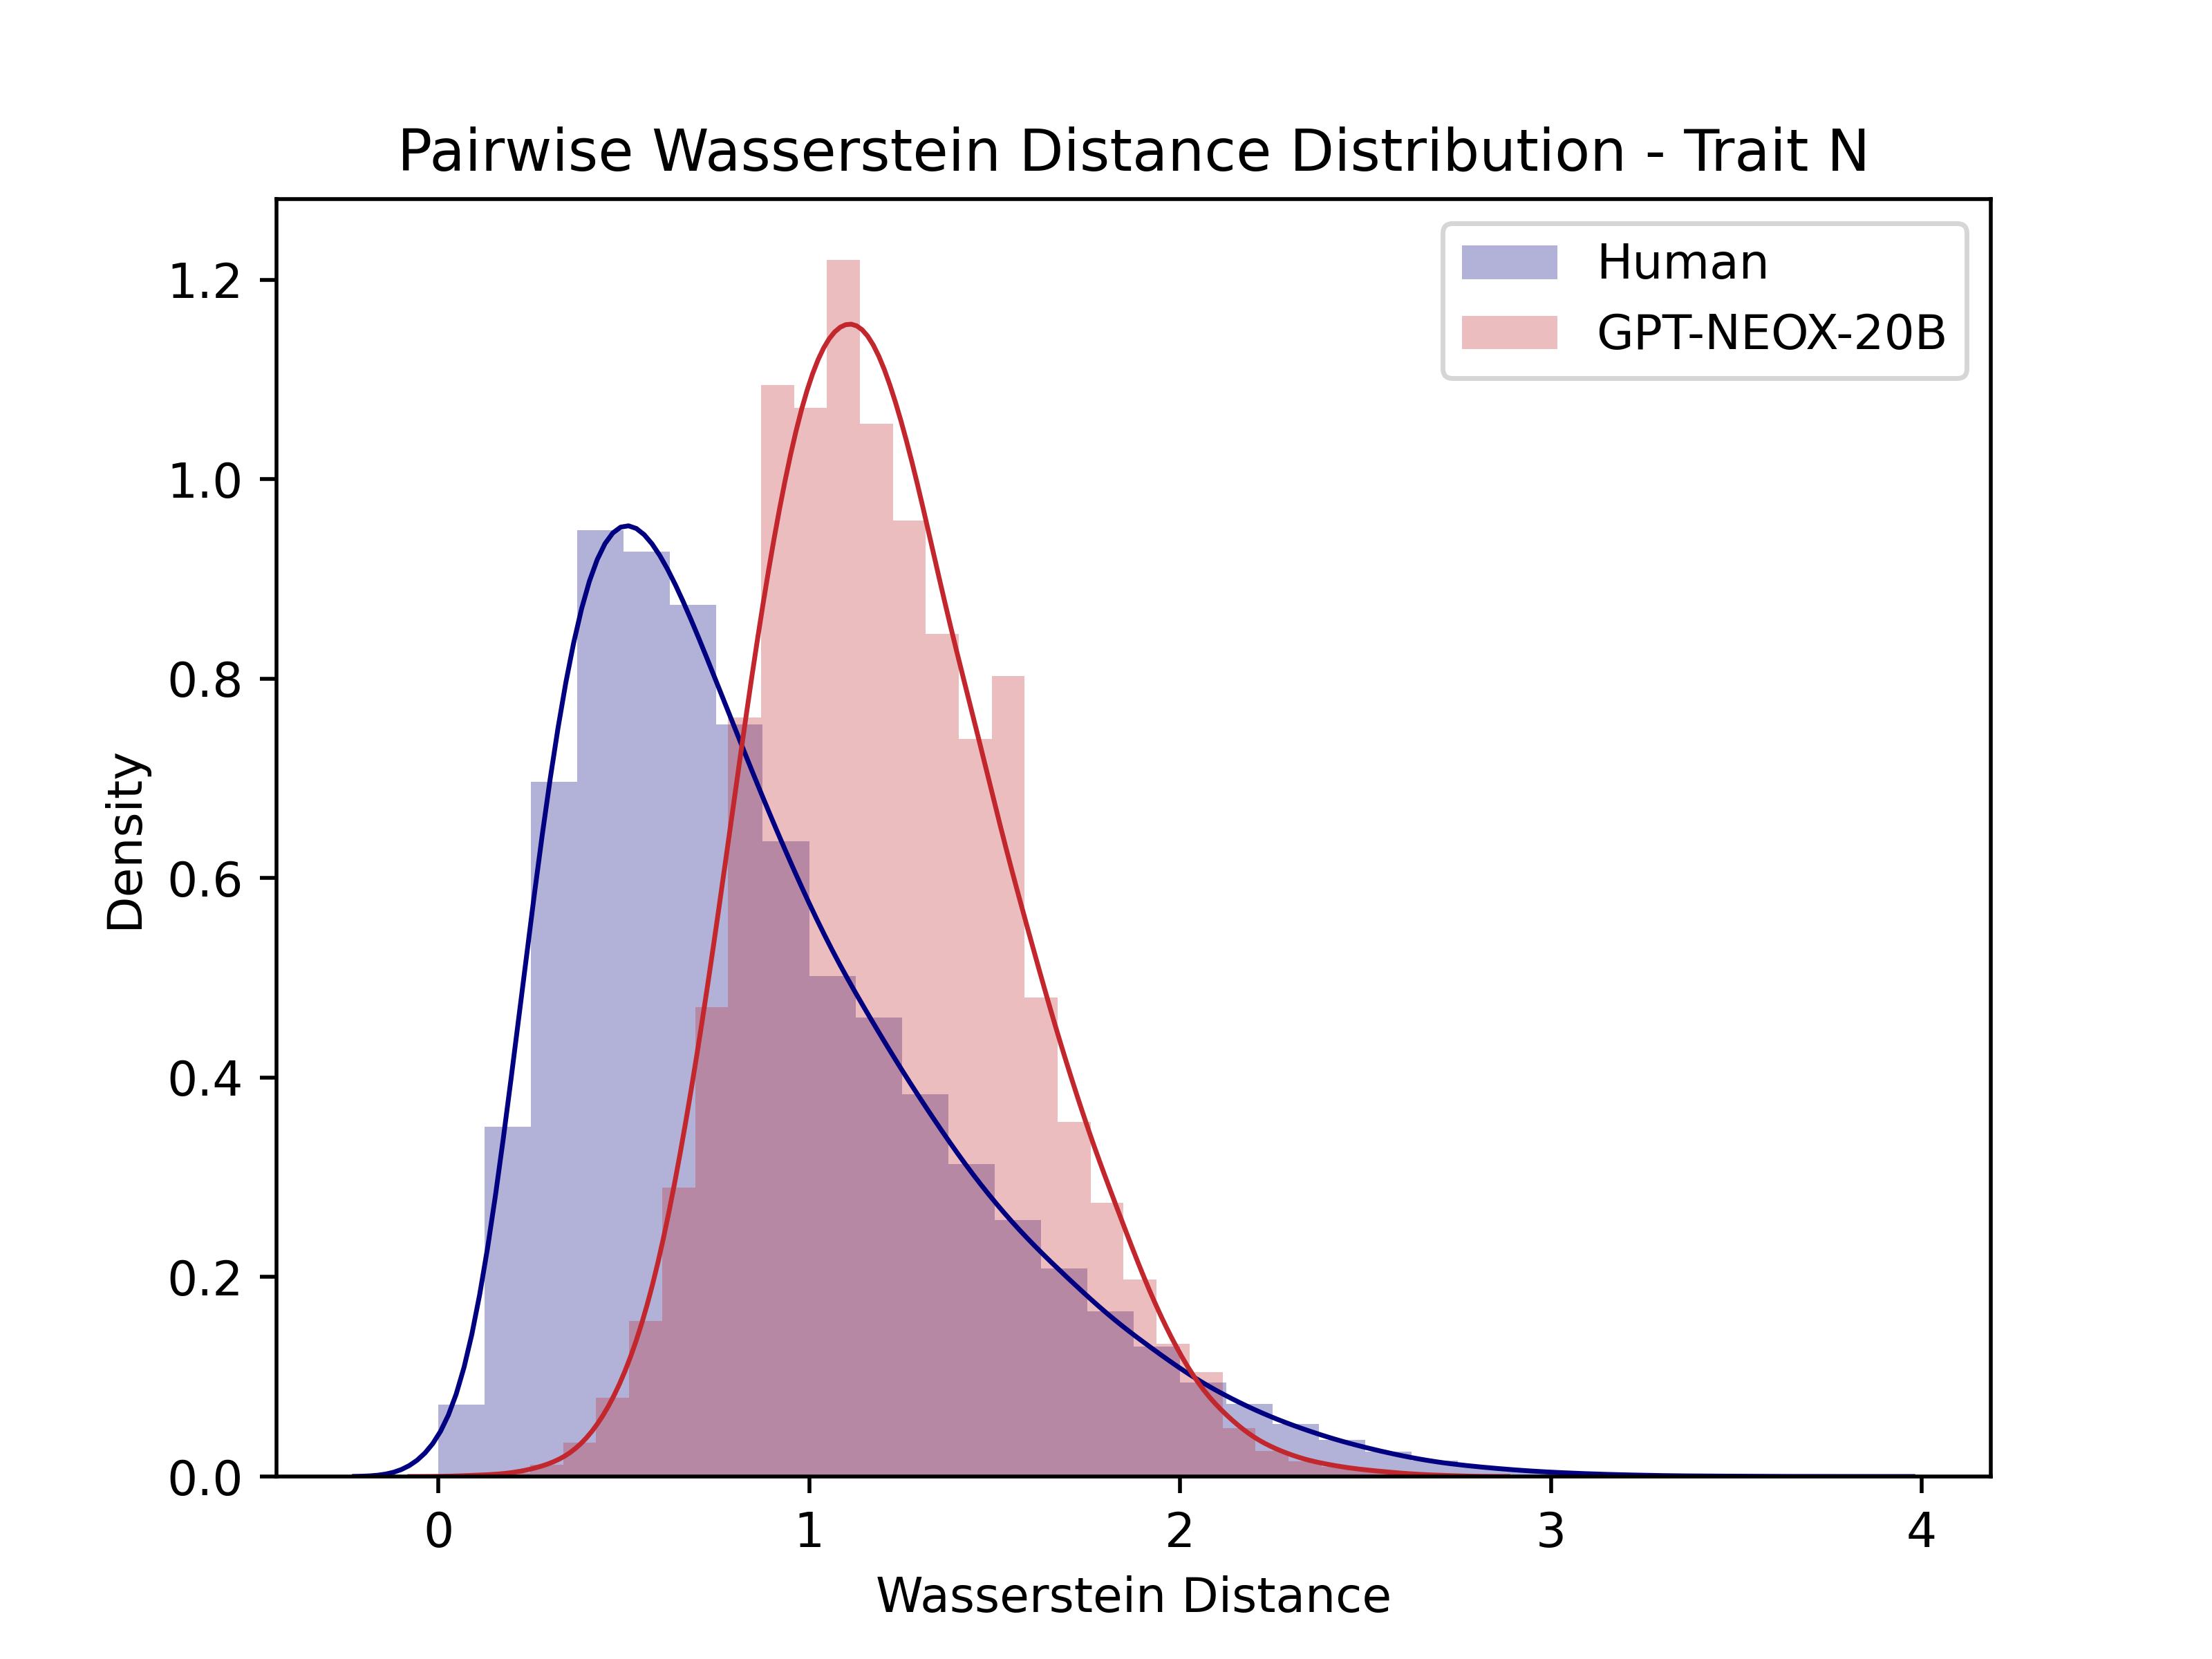 Pairwise Wasserstein Distance Distribution - Trait N
Human
GPT-NEOX-20B
1.2
1.0
0.8
0.6
0.4
0.2
0.0
Density
0 1 2 3 4
Wasserstein Distance